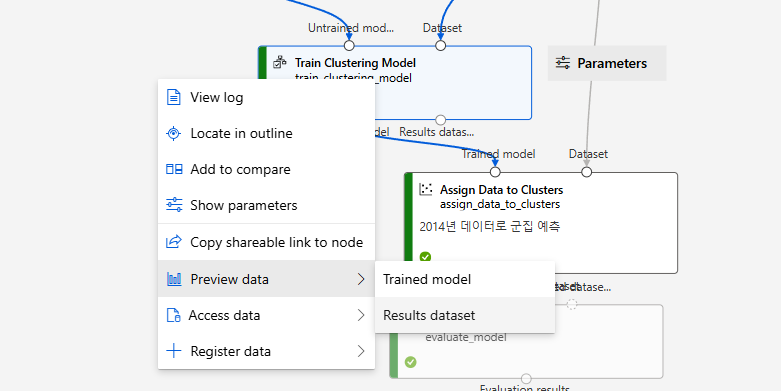 Untrained mod...
Dataset
Train Clustering Model
train_clustering_model
Parameters
View log
Locate in outline
Results datas...
Add to compare
Trained model
Dataset
Show parameters
Assign Data to Clusters
assign_data_to_clusters
2014년 데이터로 군집 예측
Copy shareable link to node
Preview data
Trained model
Access data
Results dataset
evaluate_model
Register data
Evaluation results